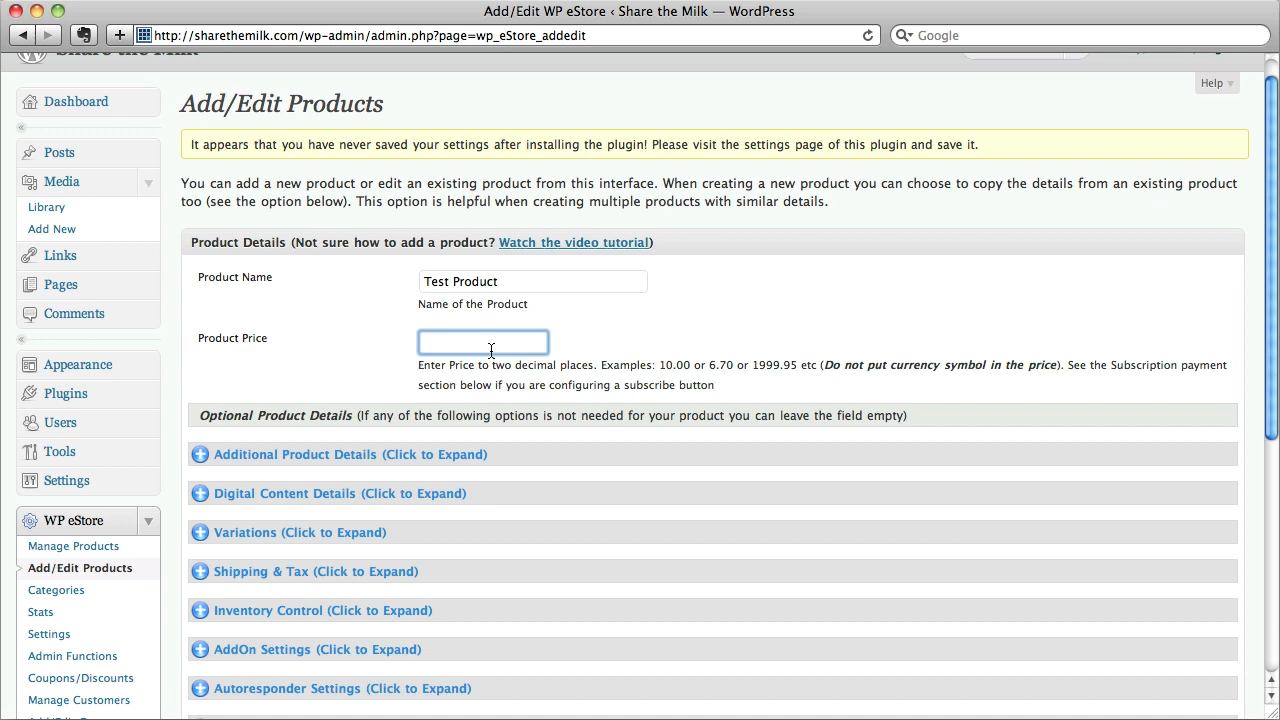 Add/Edit WP eStore ‹ Share the Milk — WordPress
http://sharethemilk.com/wp-admin/admin.php?page=wp_eStore_addedit
Google
Share the Milk
Help
Dashboard
Posts
Media
Library
Add New
Links
Pages
Comments
Appearance
Plugins
Users
Tools
Settings
WP eStore
Manage Products
Add/Edit Products
Categories
Stats
Settings
Admin Functions
Coupons/Discounts
Manage Customers
Add/Edit Products
It appears that you have never saved your settings after installing the plugin! Please visit the settings page of this plugin and save it.
You can add a new product or edit an existing product from this interface. When creating a new product you can choose to copy the details from an existing product
too (see the option below). This option is helpful when creating multiple products with similar details.
Product Details (Not sure how to add a product? Watch the video tutorial)
Product Name
Test Product
Name of the Product
Product Price
Enter Price to two decimal places. Examples: 10.00 or 6.70 or 1999.95 etc (Do not put currency symbol in the price). See the Subscription payment
section below if you are configuring a subscribe button
Optional Product Details (If any of the following options is not needed for your product you can leave the field empty)
Additional Product Details (Click to Expand)
Digital Content Details (Click to Expand)
Variations (Click to Expand)
Shipping & Tax (Click to Expand)
Inventory Control (Click to Expand)
AddOn Settings (Click to Expand)
Autoresponder Settings (Click to Expand)